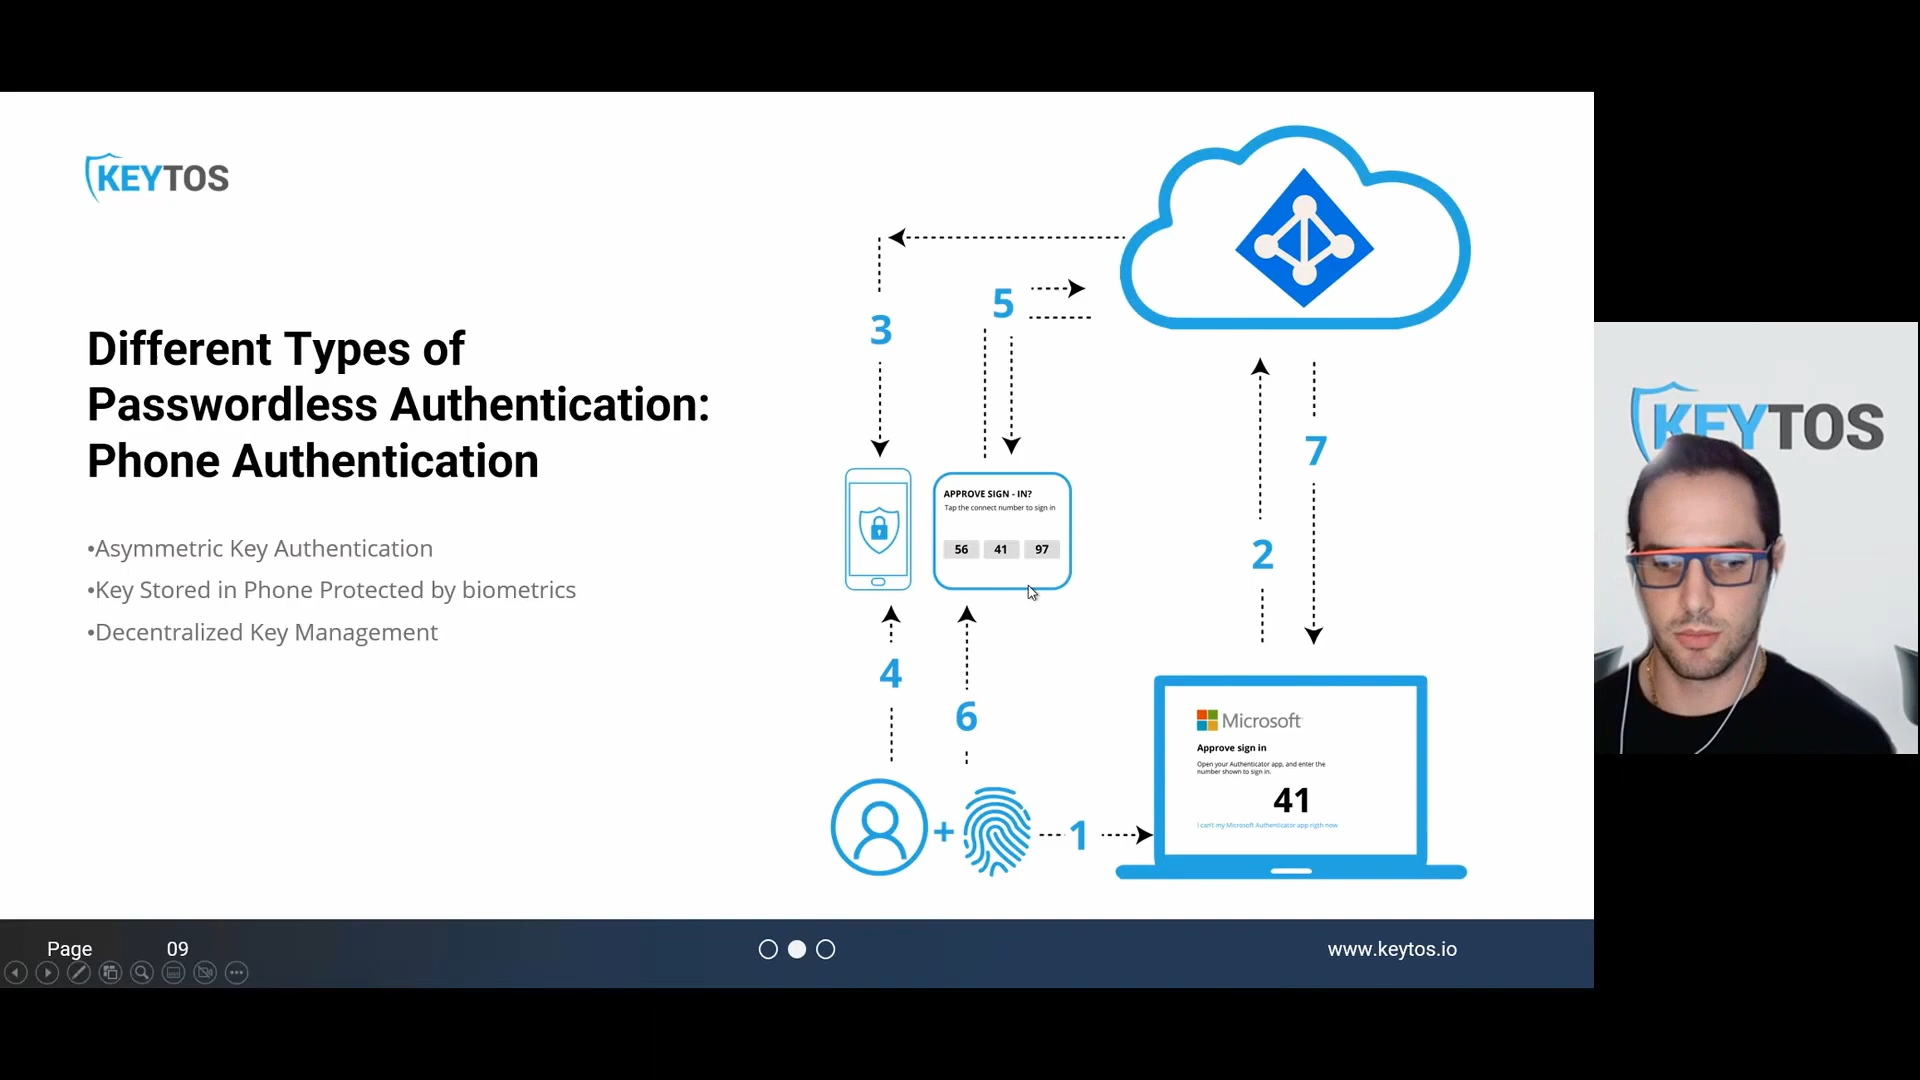 KEYTOS
Different Types of
Passwordless Authentication:
Phone Authentication
•Asymmetric Key Authentication
•Key Stored in Phone Protected by biometrics
•Decentralized Key Management
3
5
7
2
APPROVE SIGN - IN?
Tap the connect number to sign in
56 41 97
4
6
+
1
Microsoft
Approve sign in
Open your Authenticator app, and enter the
number shown to sign in.
41
I can't my Microsoft Authenticator app rigth now
Page 09
www.keytos.io
KEYTOS